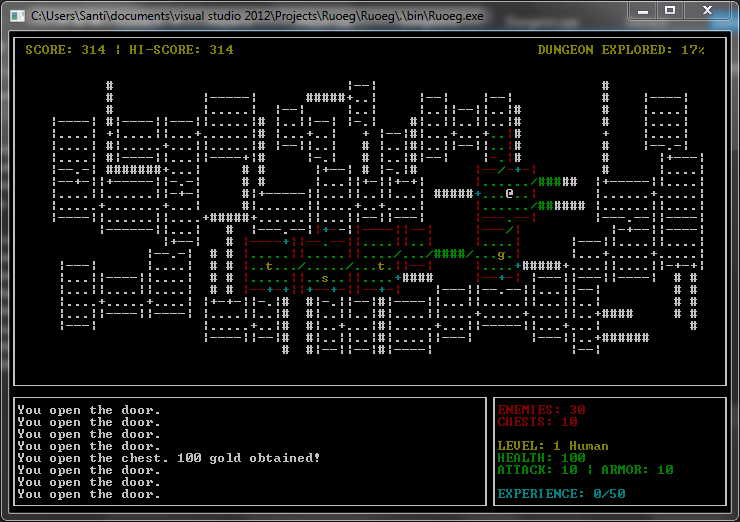 C:\Users\Santi\documents\visual studio 2012\Projects\Ruoeg\Ruoeg\.\bin\Ruoeg.exe
SCORE: 314 ¦ HI-SCORE: 314
DUNGEON EXPLORED: 17%
You open the door.
You open the door.
You open the door.
You open the door.
You open the chest. 100 gold obtained!
You open the door.
You open the door.
You open the door.
ENEMIES: 30
CHESTS: 10
LEVEL: 1 Human
HEALTH: 100
ATTACK: 10 ¦ ARMOR: 10
EXPERIENCE: 0/50